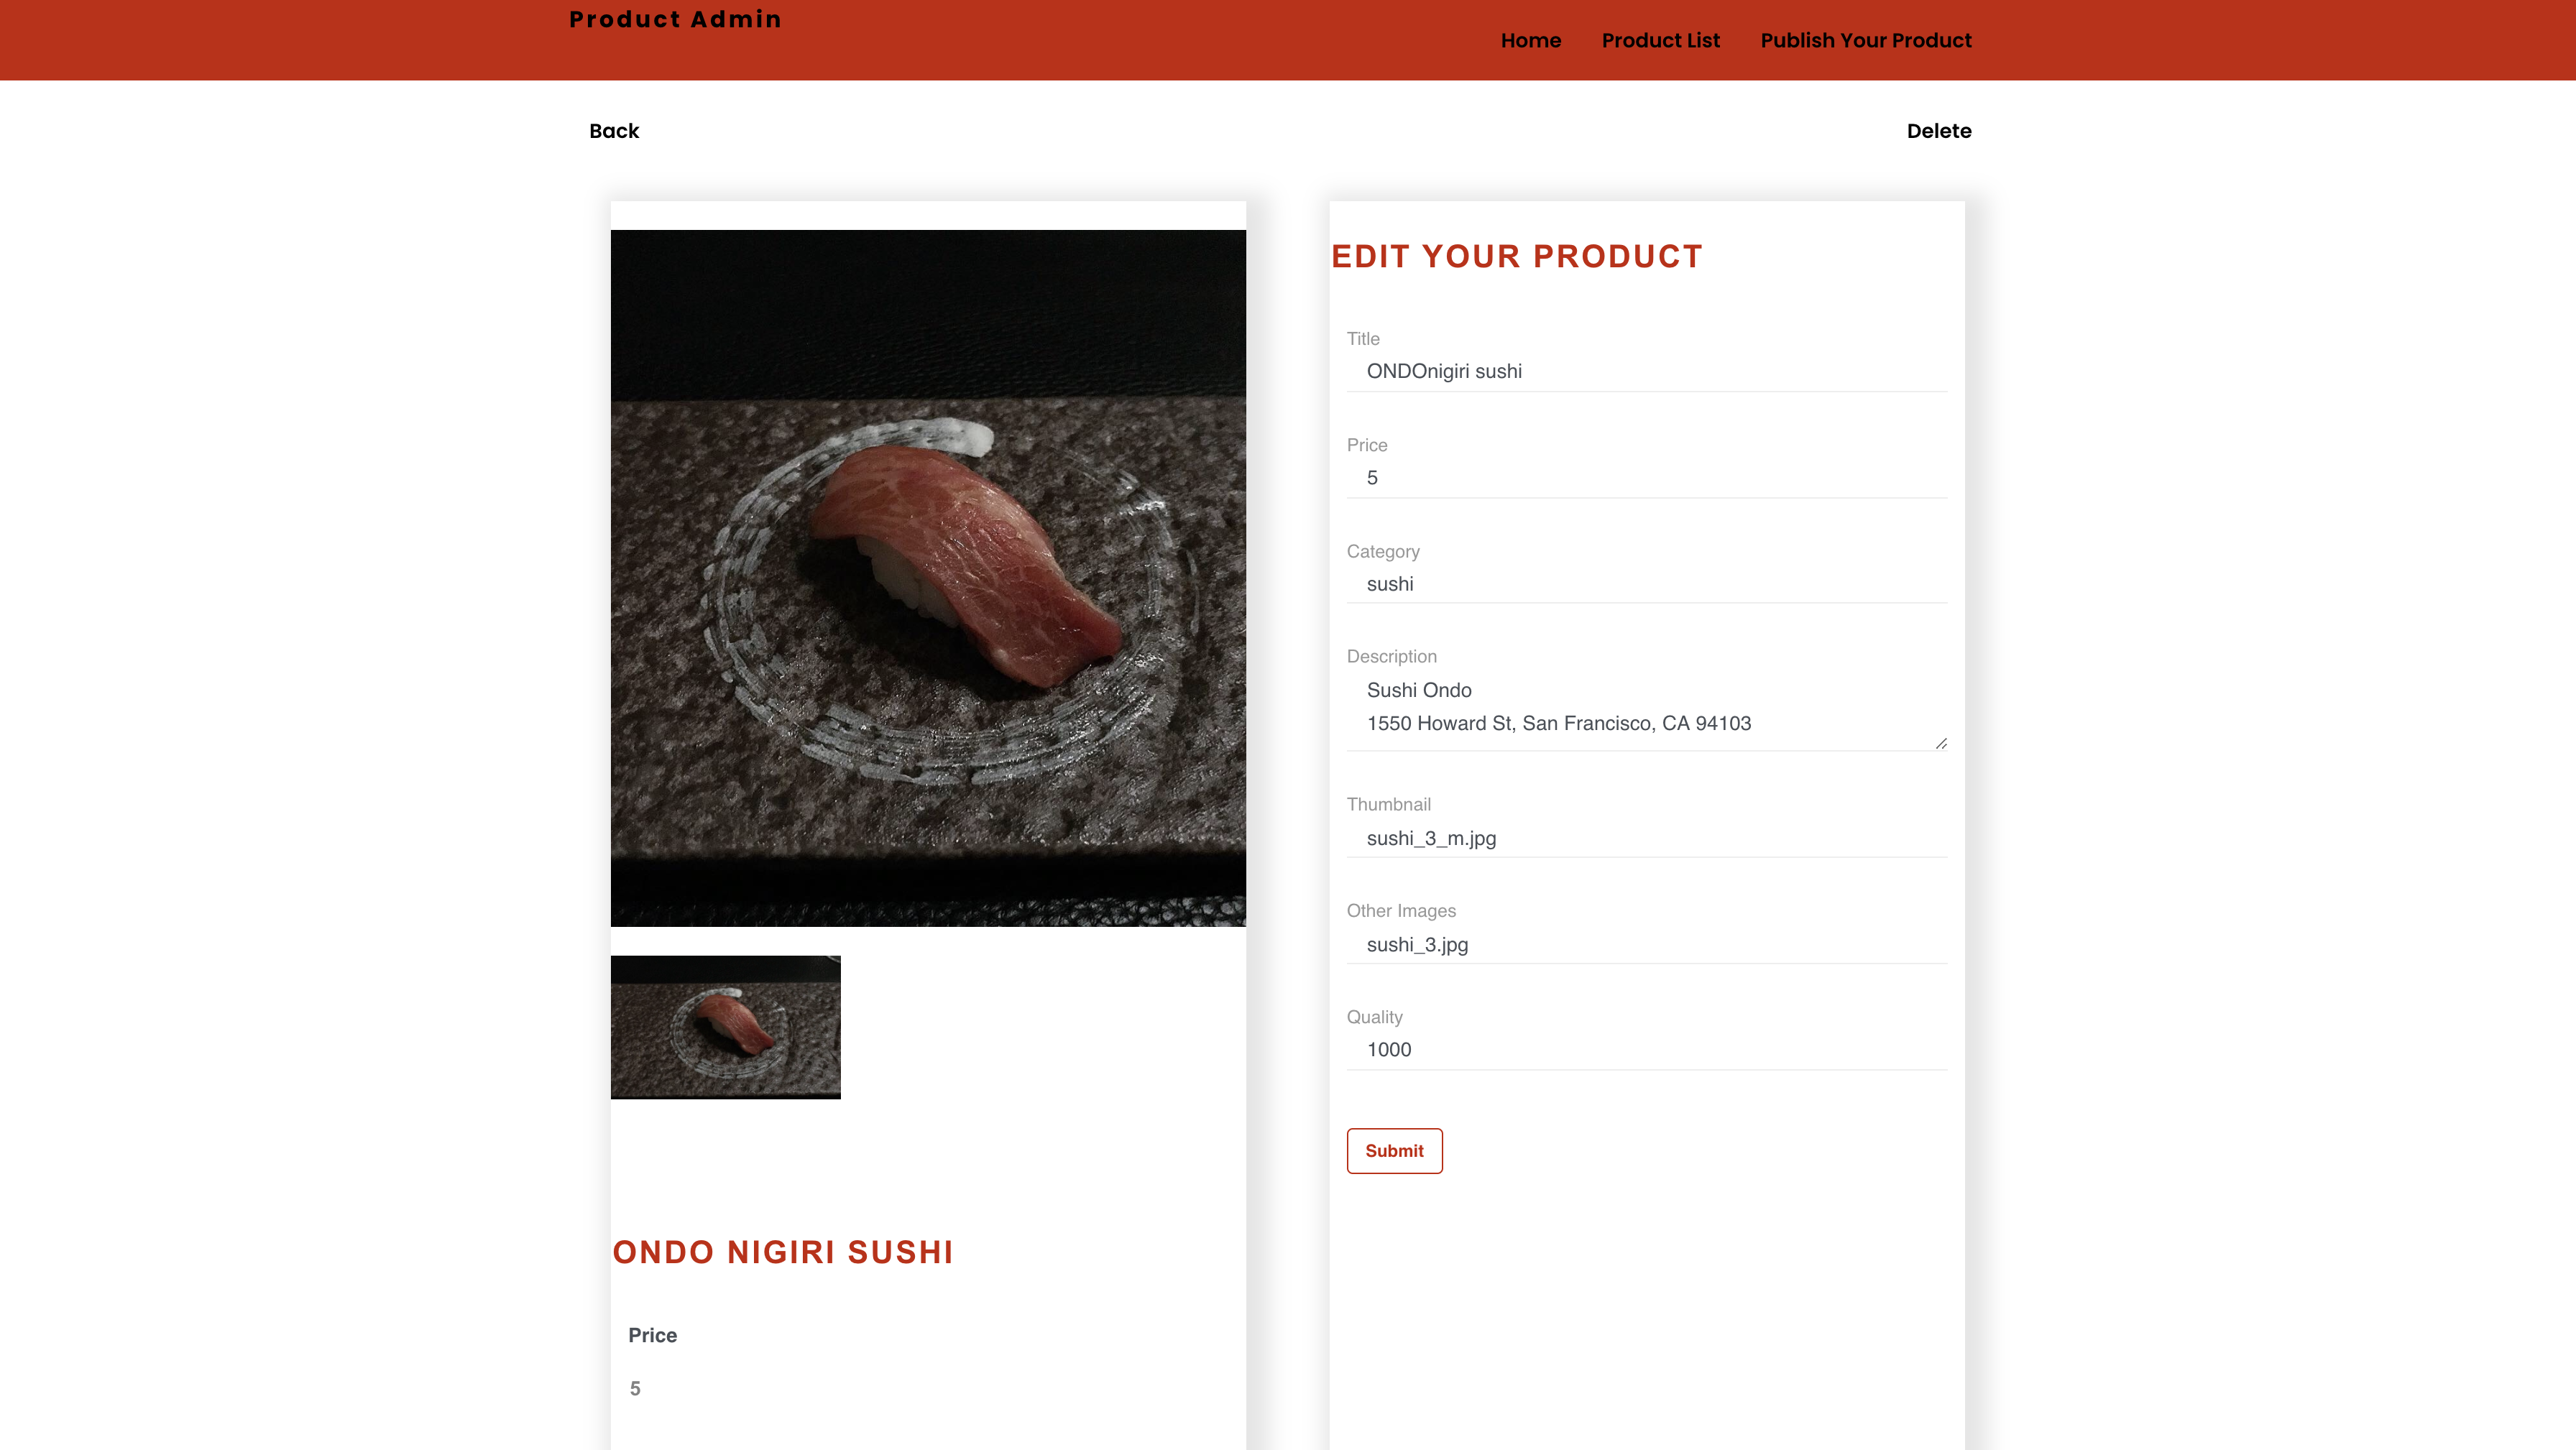 Product Admin
Home
Product List
Publish Your Product
Back
Delete
ONDO NIGIRI SUSHI
Price
5
EDIT YOUR PRODUCT
Title
ONDOnigiri sushi
Price
5
Category
sushi
Description
Sushi Ondo
1550 Howard St, San Francisco, CA 94103
Thumbnail
sushi_3_m.jpg
Other Images
sushi_3.jpg
Quality
1000
Submit